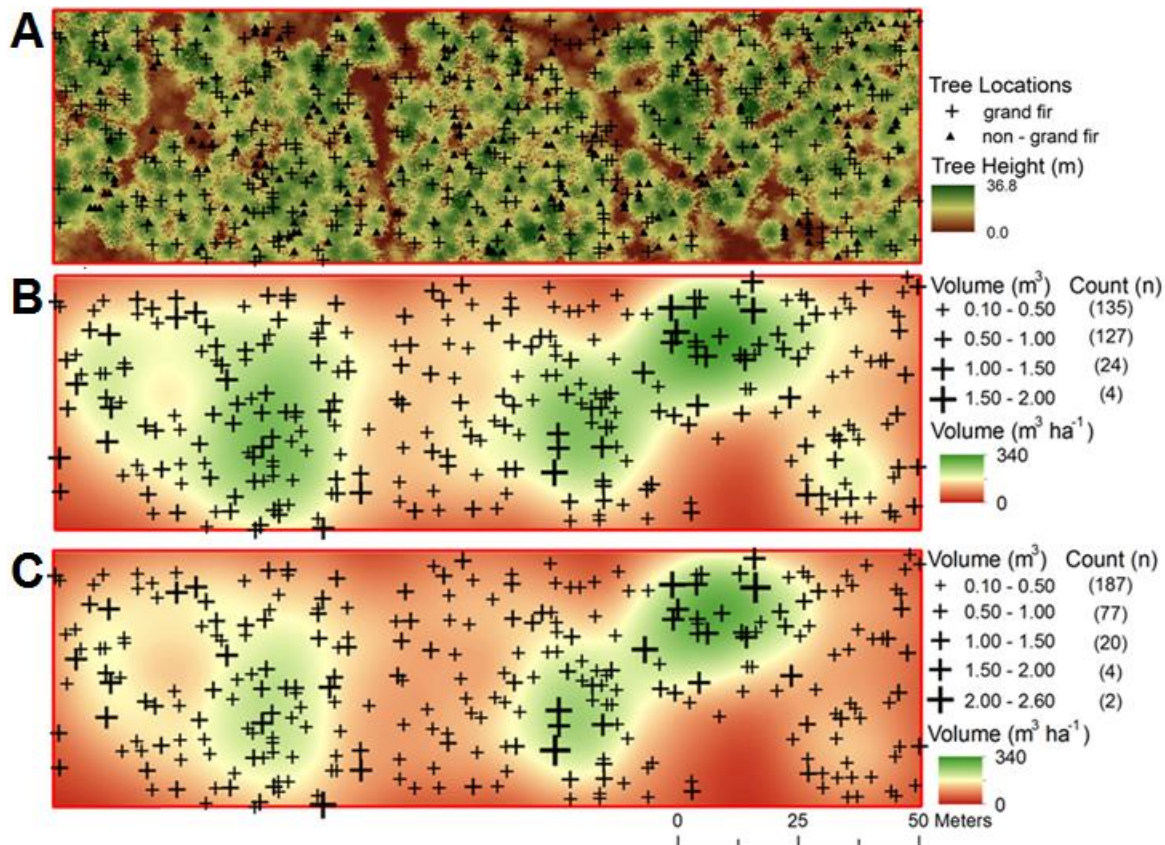 A
Tree Locations
grand fir
non - grand fir
Tree Height (m)
36.8
0.0
B
Volume (m³) Count (n)
0.10 - 0.50 (135)
0.50 - 1.00 (127)
1.00 - 1.50 (24)
1.50 - 2.00 (4)
Volume (m³ ha⁻¹)
340
0
C
Volume (m³) Count (n)
0.10 - 0.50 (187)
0.50 - 1.00 (77)
1.00 - 1.50 (20)
1.50 - 2.00 (4)
2.00 - 2.60 (2)
Volume (m³ ha⁻¹)
340
0
0 25 50 Meters